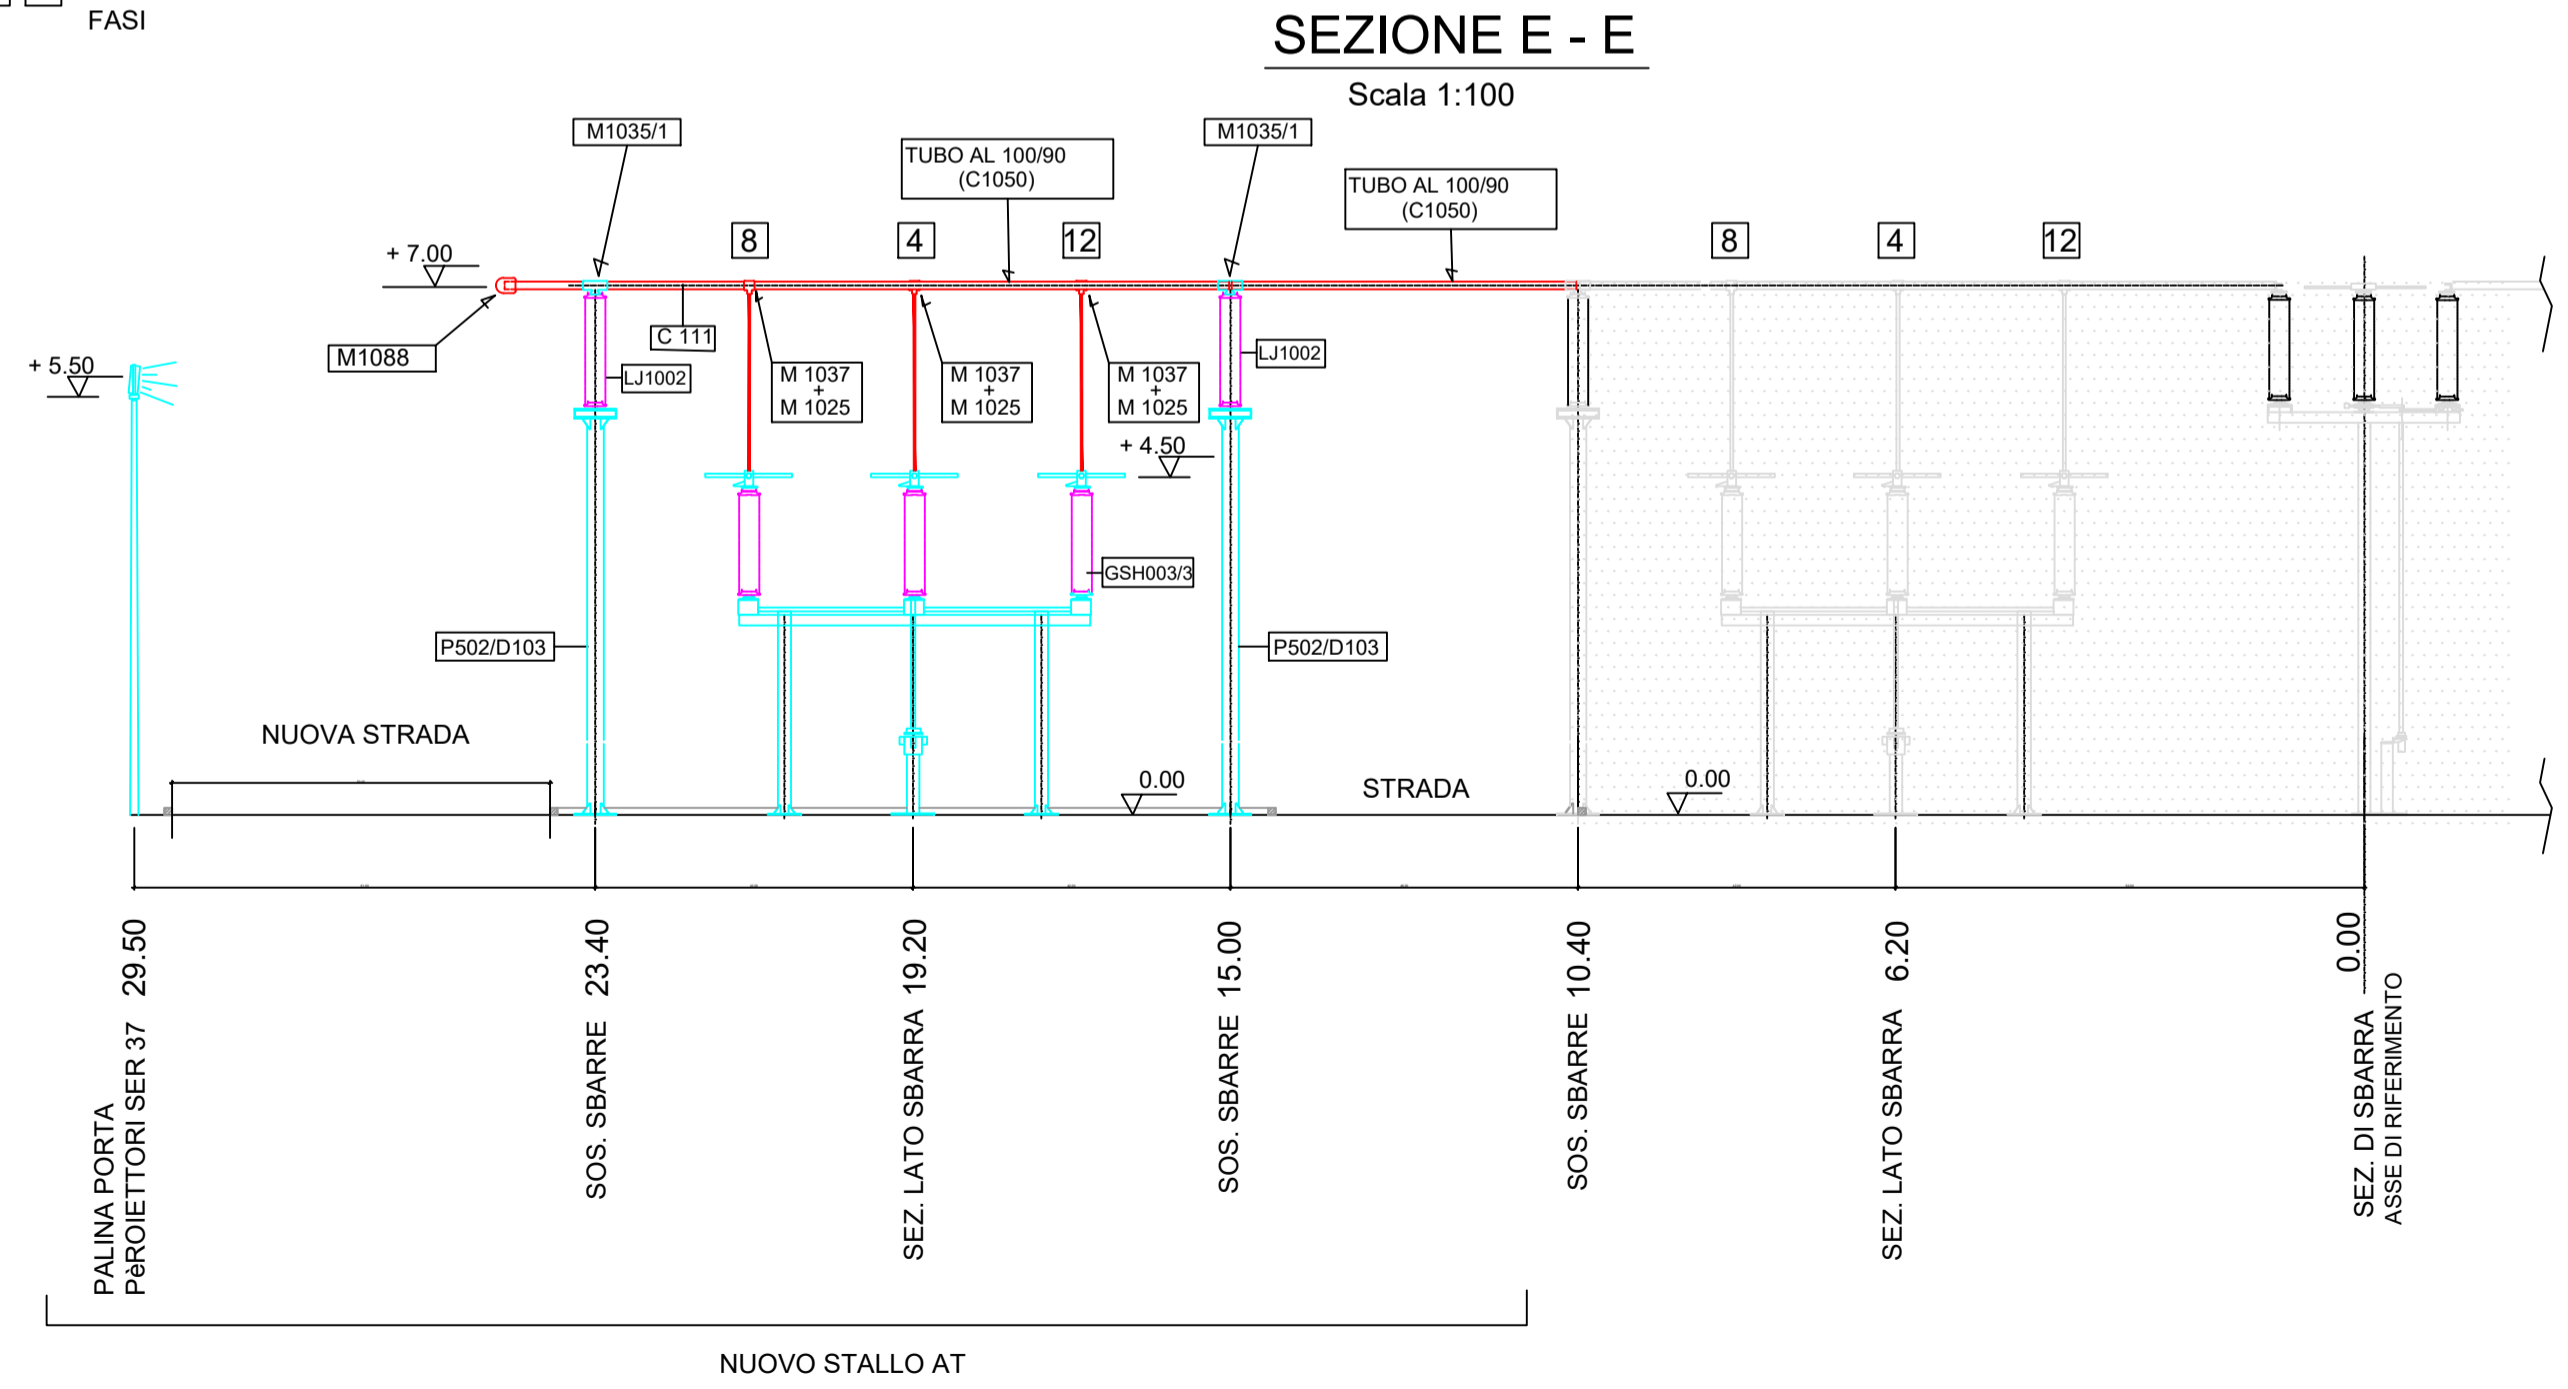 FASI
SEZIONE E - E
Scala 1:100
M1035/1
M1035/1
TUBO AL 100/90
(C1050)
TUBO AL 100/90
(C1050)
8
4
12
8
4
12
+ 7.00
C 111
M1088
+ 5.50
LJ1002
LJ1002
M 1037
+
M 1025
M 1037
+
M 1025
M 1037
+
M 1025
+ 4.50
GSH003/3
P502/D103
P502/D103
NUOVA STRADA
0.00
STRADA
0.00
PALINA PORTA
PèROIETTORI SER 37 29.50
SOS. SBARRE 23.40
SEZ. LATO SBARRA 19.20
SOS. SBARRE 15.00
SOS. SBARRE 10.40
SEZ. LATO SBARRA 6.20
SEZ. DI SBARRA 0.00
ASSE DI RIFERIMENTO
NUOVO STALLO AT